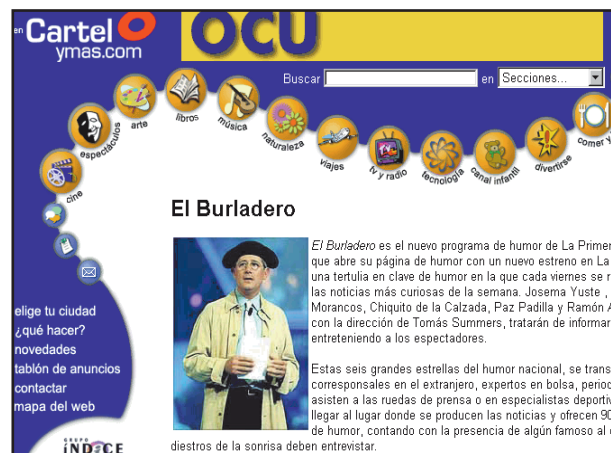 en Cartel
ymas.com
OCU
Buscar en Secciones...
cine
espectáculos
arte
libros
música
naturaleza
viajes
tv y radio
tecnología
canal infantil
divertirse
comer y
El Burladero
El Burladero es el nuevo programa de humor de La Primer
que abre su página de humor con un nuevo estreno en La
una tertulia en clave de humor en la que cada viernes se r
las noticias más curiosas de la semana. Josema Yuste ,
Morancos, Chiquito de la Calzada, Paz Padilla y Ramón A
con la dirección de Tomás Summers, tratarán de informar
entreteniendo a los espectadores.
Estas seis grandes estrellas del humor nacional, se trans
corresponsales en el extranjero, expertos en bolsa, period
asisten a las ruedas de prensa o en especialistas deportiv
llegar al lugar donde se producen las noticias y ofrecen 90
de humor, contando con la presencia de algún famoso al
diestros de la sonrisa deben entrevistar.
elige tu ciudad
¿qué hacer?
novedades
tablón de anuncios
contactar
mapa del web
GRUPO
ÍNDICE